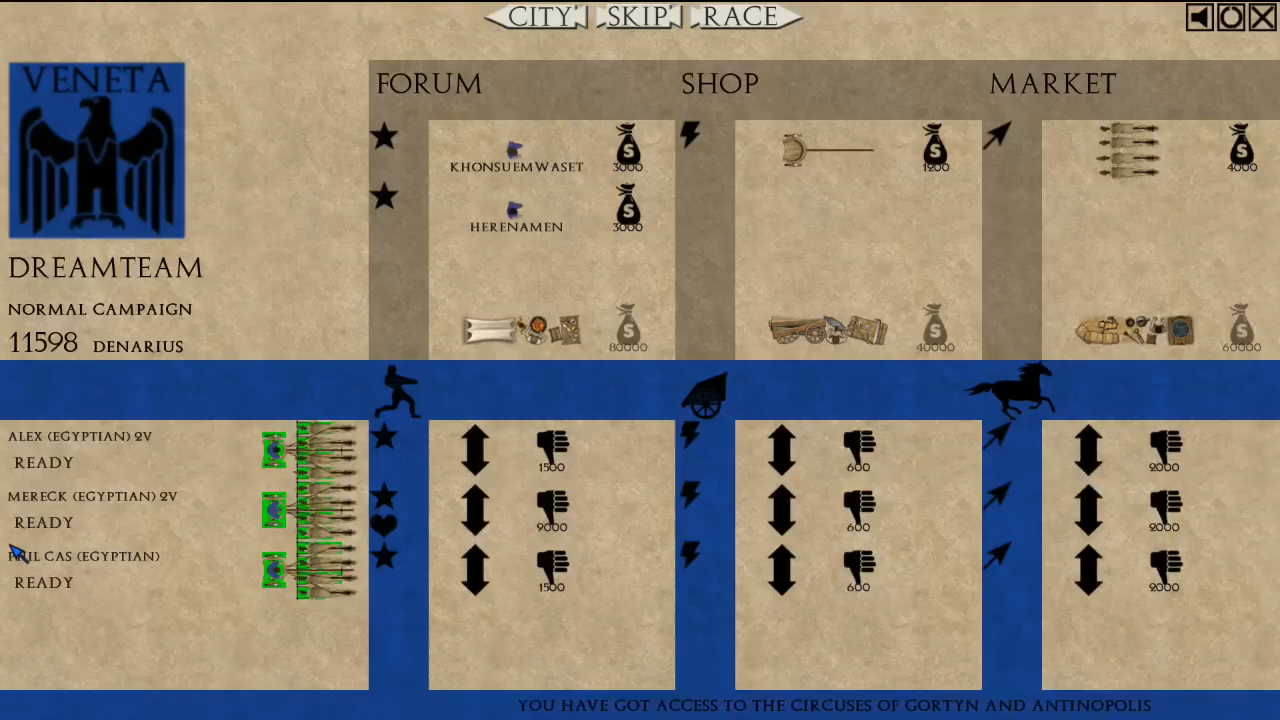 CITY SKIP RACE
VENETA
DREAMTEAM
NORMAL CAMPAIGN
11598 DENARIUS
FORUM
KHONSUEMWASET 3000
HERENAMEN 3000
80000
SHOP
1200
40000
MARKET
4000
60000
ALEX (EGYPTIAN) 2V
READY
MERECK (EGYPTIAN) 2V
READY
CAS (EGYPTIAN)
READY
1500 600 2000
9000 600 2000
1500 600 2000
YOU HAVE GOT ACCESS TO THE CIRCUSES OF GORTYN AND ANTINOPOLIS